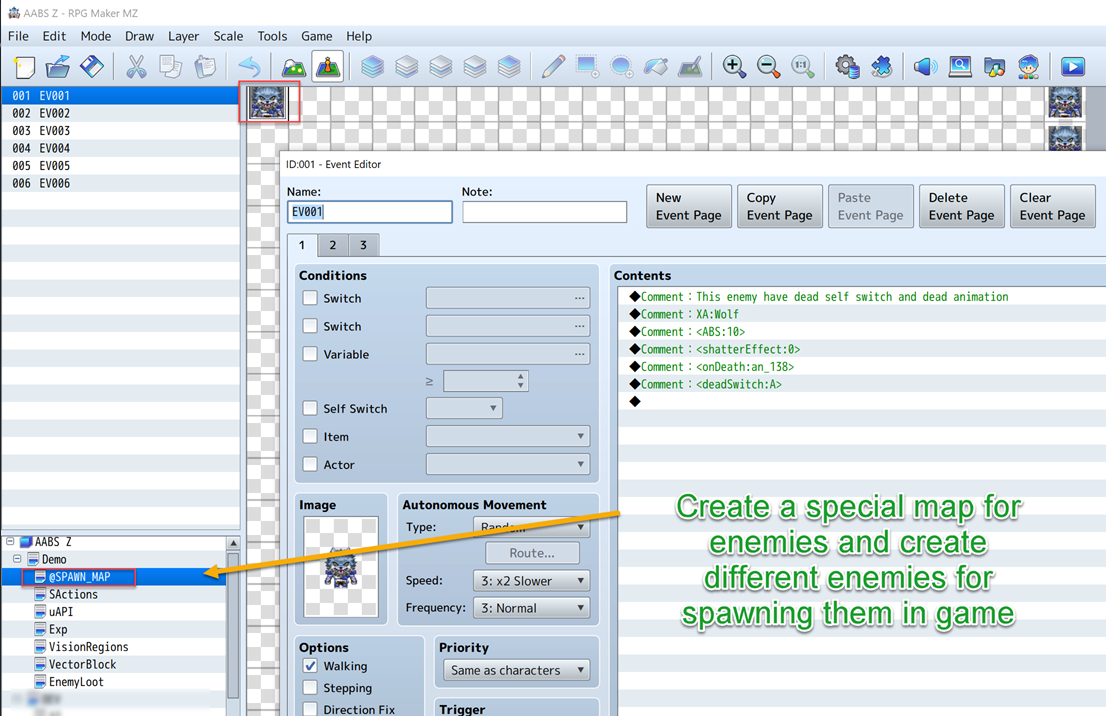 AABS Z - RPG Maker MZ
File Edit Mode Draw Layer Scale Tools Game Help
1:1
001 EV001
002 EV002
003 EV003
004 EV004
005 EV005
006 EV006
ID:001 - Event Editor
Name: Note:
EV001
New Event Page
Copy Event Page
Paste Event Page
Delete Event Page
Clear Event Page
1 2 3
Conditions
Switch ...
Switch ...
Variable ...
≥
Self Switch
Item
Actor
Image
Autonomous Movement
Type: Random
Route...
Speed: 3: x2 Slower
Frequency: 3: Normal
Options
Walking
Stepping
Direction Fix
Priority
Same as characters
Trigger
Contents
◆Comment：This enemy have dead self switch and dead animation
◆Comment：XA:Wolf
◆Comment：<ABS:10>
◆Comment：<shatterEffect:0>
◆Comment：<onDeath:an_138>
◆Comment：<deadSwitch:A>
◆
Create a special map for
enemies and create
different enemies for
spawning them in game
AABS Z
Demo
@SPAWN_MAP
SActions
uAPI
Exp
VisionRegions
VectorBlock
EnemyLoot